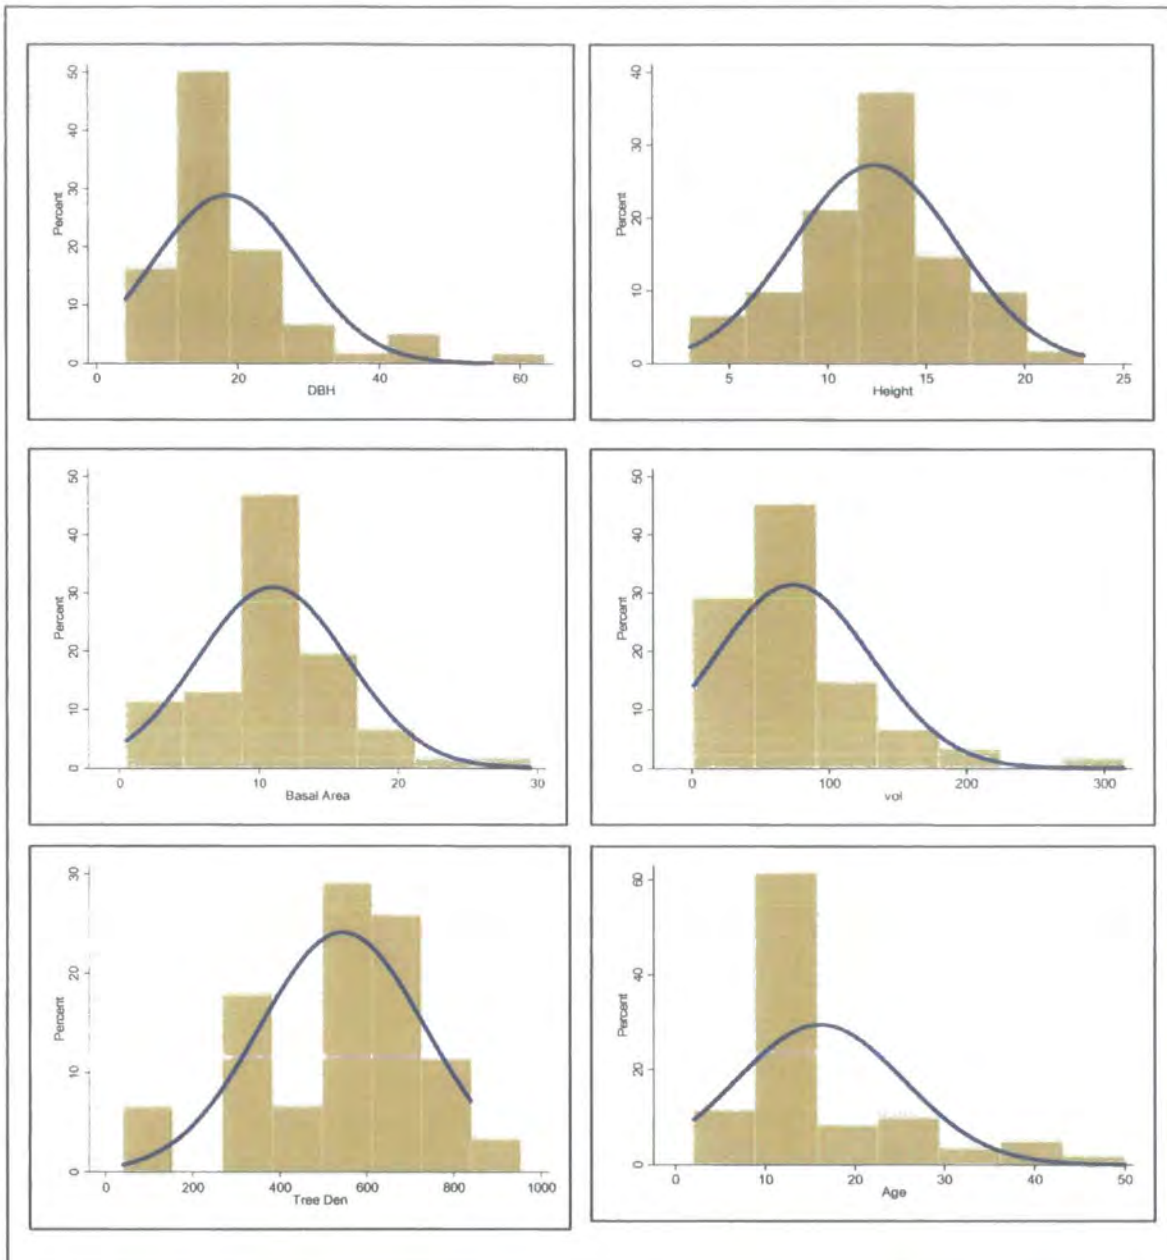 Percent
0 10 20 30 40 50
0 20 40 60
DBH
Percent
0 10 20 30 40
5 10 15 20 25
Height
Percent
0 10 20 30 40 50
0 10 20 30
Basal Area
Percent
0 10 20 30 40 50
0 100 200 300
vol
Percent
0 10 20 30
200 400 600 800 1000
Tree Den
Percent
0 20 40 60
0 10 20 30 40 50
Age